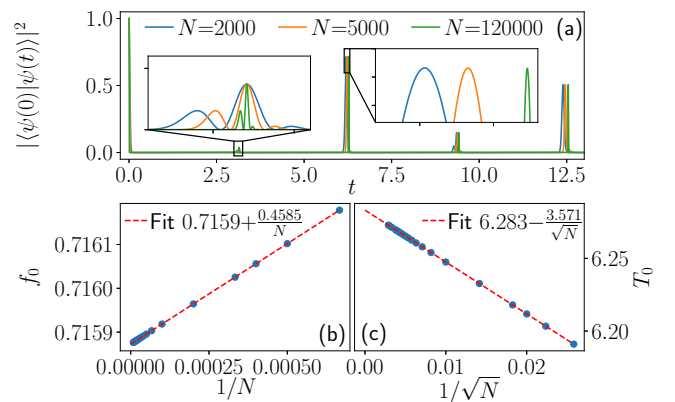 N=2000 N=5000 N=120000 (a)
|⟨ψ(0)|ψ(t)⟩|²
1.0
0.5
0.0
0.0 2.5 5.0 7.5 10.0 12.5
t
Fit 0.7159+0.4585/N
f₀
0.7161
0.7160
0.7159
(b)
0.00000 0.00025 0.00050
1/N
Fit 6.283−3.571/√N
T₀
6.25
6.20
(c)
0.00 0.01 0.02
1/√N